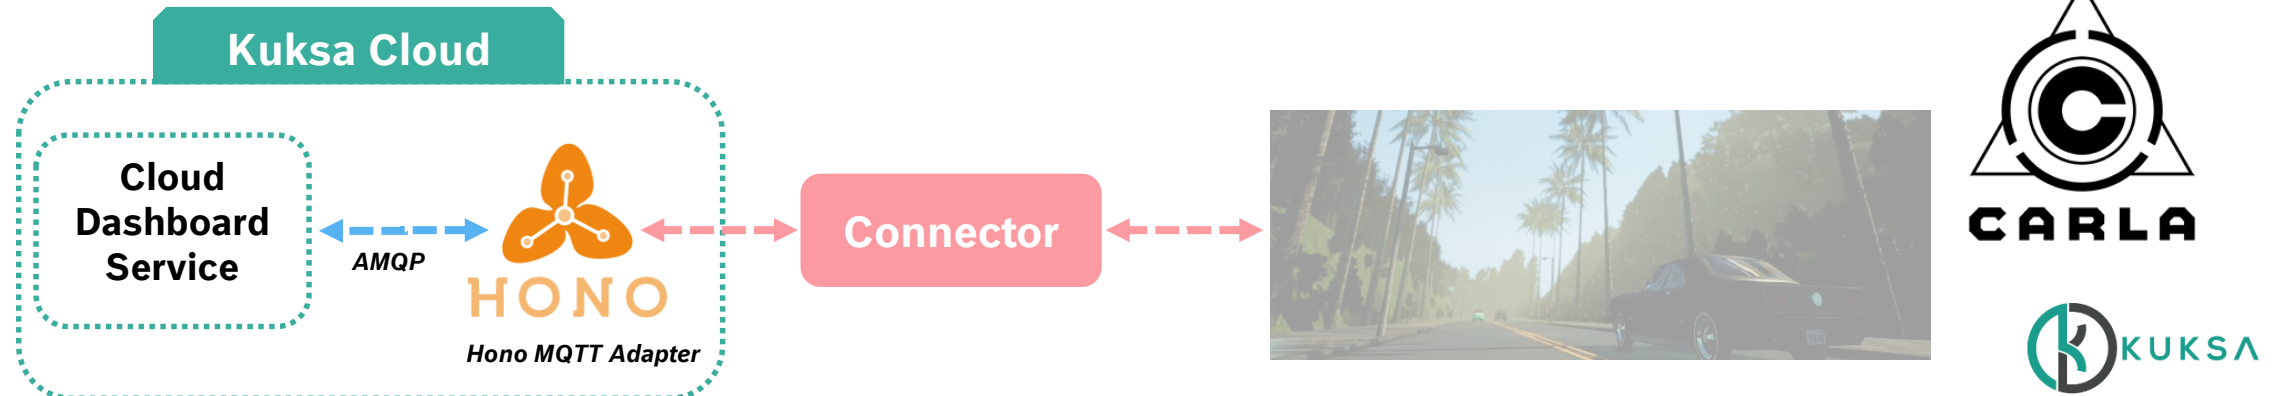 Kuksa Cloud
Cloud
Dashboard
Service
AMQP
HONO
Hono MQTT Adapter
Connector
CARLA
KUKSA